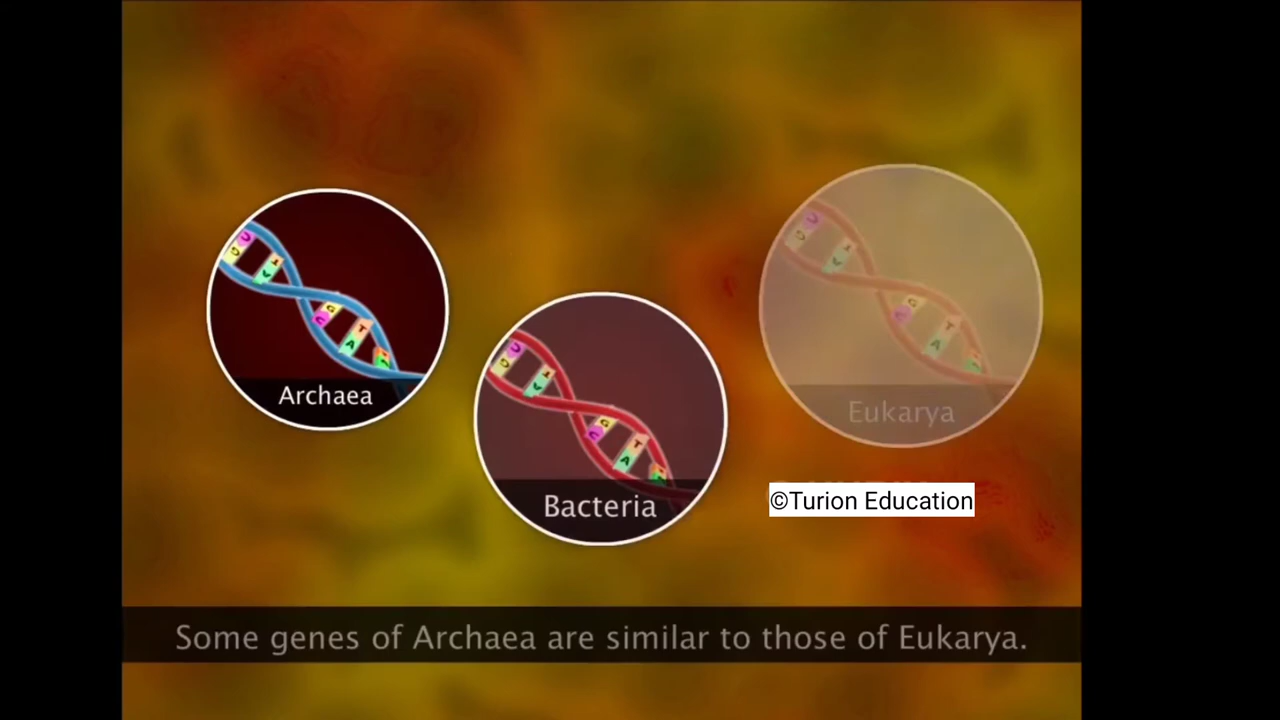 Archaea
Bacteria
Eukarya
©Turion Education
Some genes of Archaea are similar to those of Eukarya.